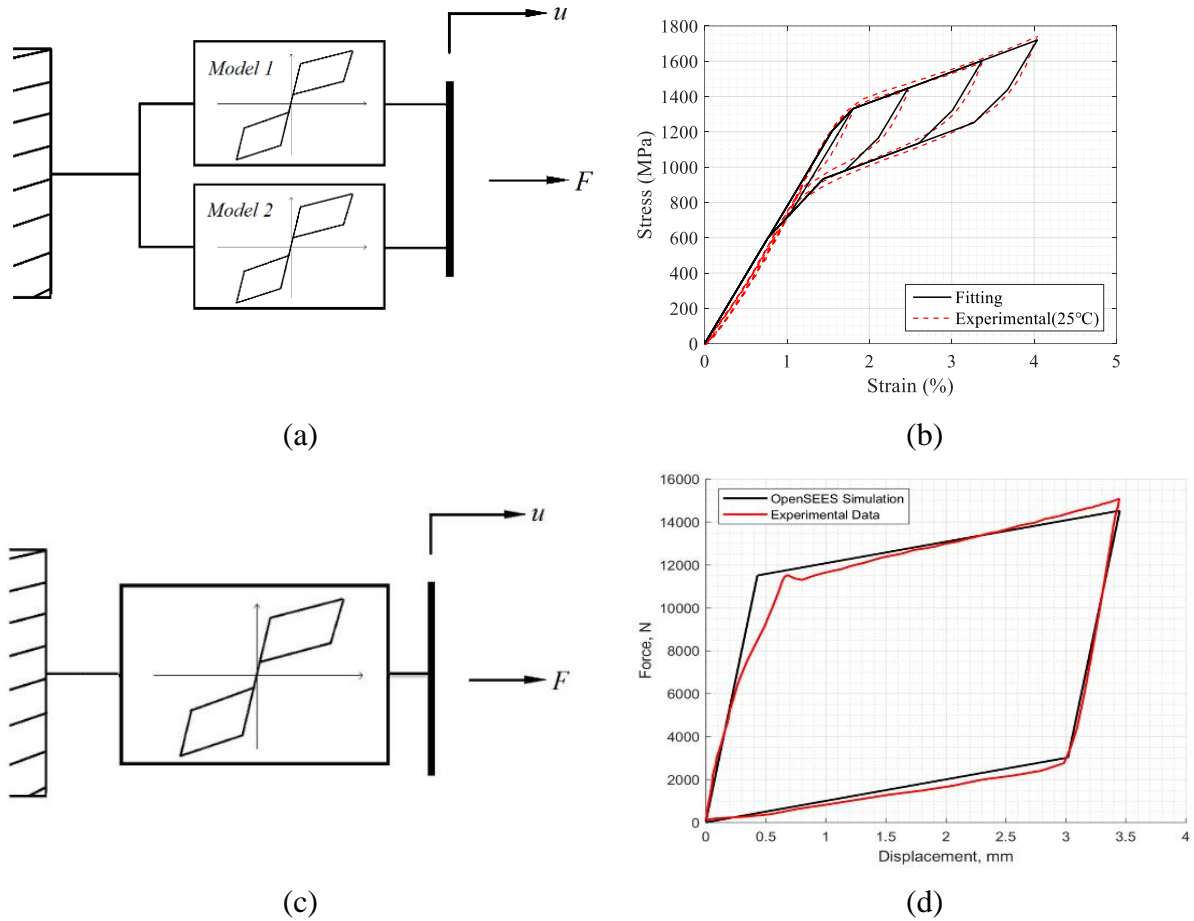 u
Model 1
Model 2
F
(a)
1800
1600
1400
1200
1000
800
600
400
200
0
Stress (MPa)
Fitting
Experimental(25℃)
0
1
2
3
4
5
Strain (%)
(b)
u
F
(c)
16000
14000
12000
10000
8000
6000
4000
2000
0
Force, N
OpenSEES Simulation
Experimental Data
0
0.5
1
1.5
2
2.5
3
3.5
4
Displacement, mm
(d)